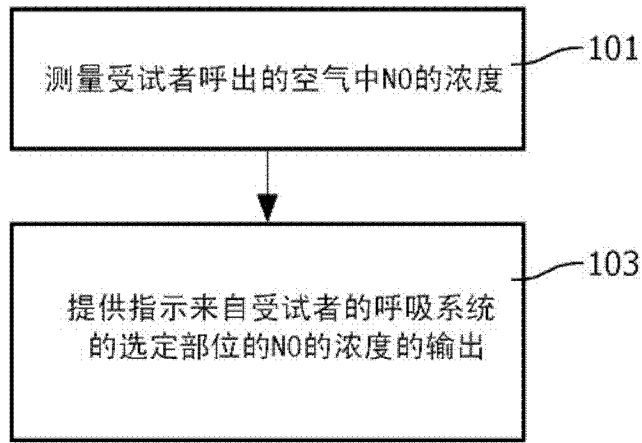 测量受试者呼出的空气中NO的浓度
101
提供指示来自受试者的呼吸系统
的选定部位的NO的浓度的输出
103